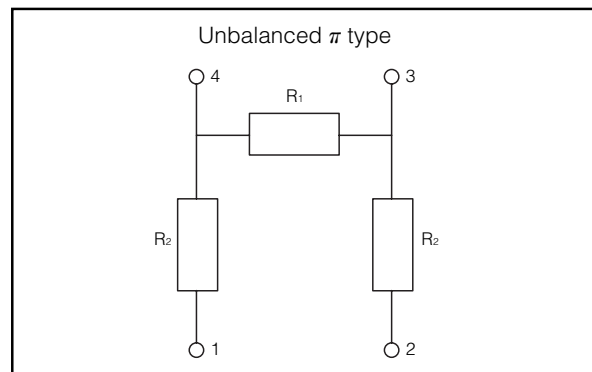 Unbalanced π type
4 3
R₁
R₂ R₂
1 2